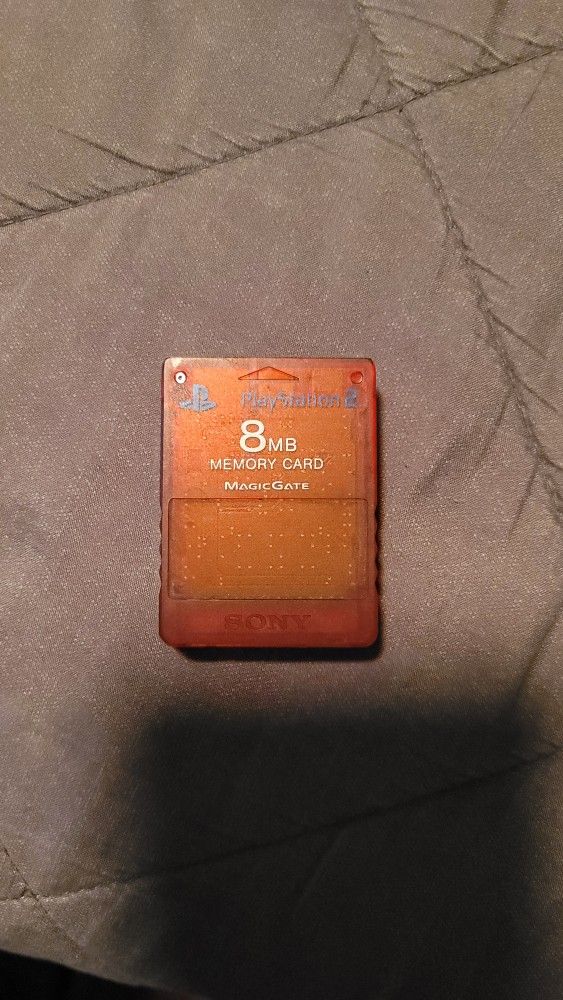 PlayStation 2
8MB
MEMORY CARD
MAGICGATE
SONY